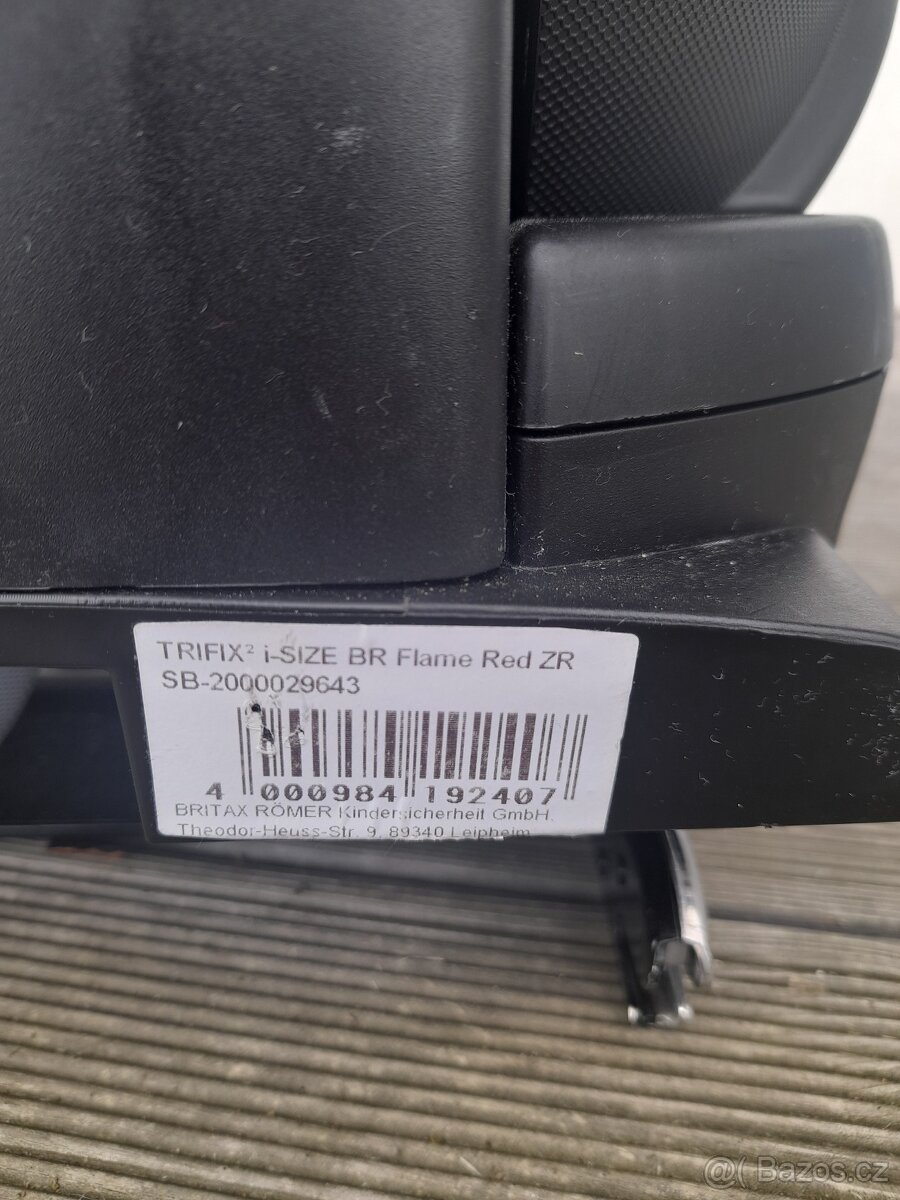 TRIFIX² i-SIZE BR Flame Red ZR
SB-2000029643
4 000984 192407
BRITAX RÖMER Kindersicherheit GmbH.
Theodor-Heuss-Str. 9, 89340 Leipheim
@( Bazos.cz